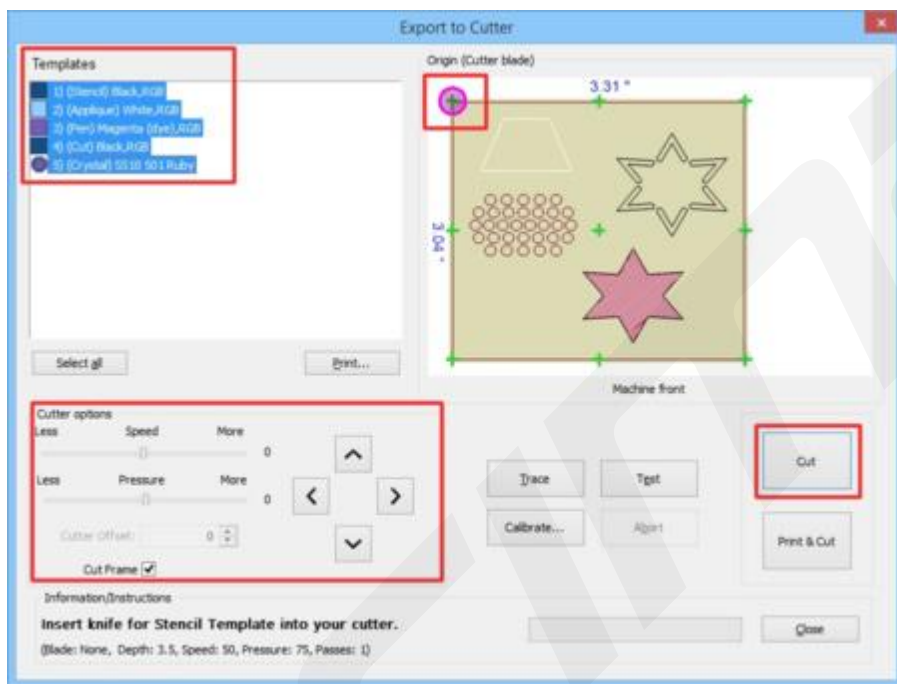 Export to Cutter
Templates
1) (Stencil) Black,RGB
2) (Applique) White,RGB
3) (Pen) Magenta (dye),RGB
4) (Cut) Black,RGB
5) (Crystal) SS10 501 Ruby
Select all
Print...
Origin (Cutter blade)
3.31 "
3.04 "
Machine front
Cutter options
Less Speed More
0
Less Pressure More
0
Cutter Offset: 0
Cut Frame
Trace
Test
Calibrate...
Abort
Cut
Print & Cut
Information/Instructions
Insert knife for Stencil Template into your cutter.
(Blade: None, Depth: 3.5, Speed: 50, Pressure: 75, Passes: 1)
Close